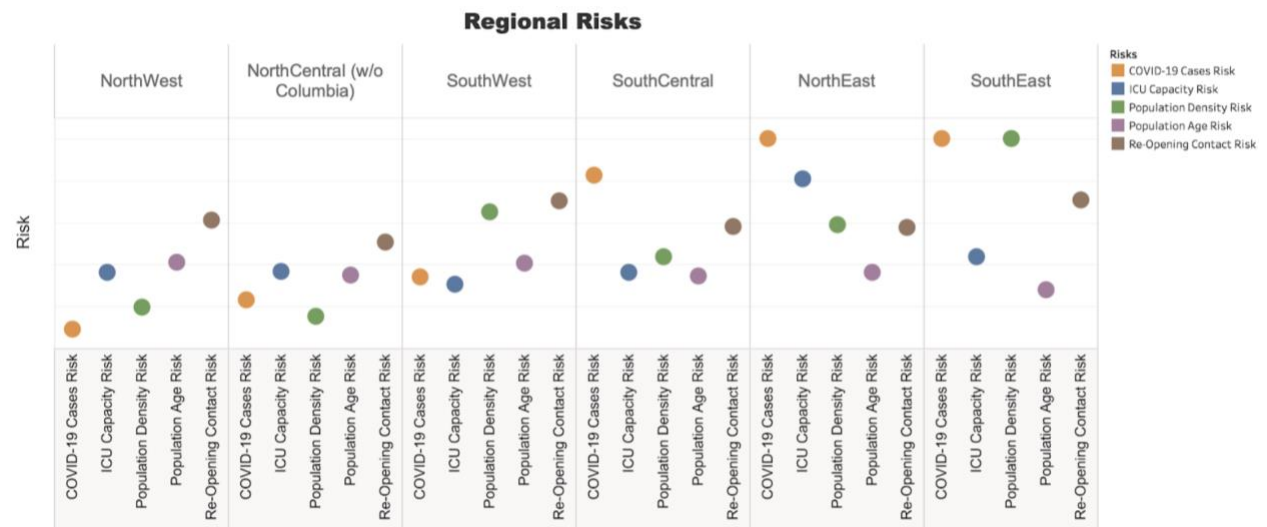 Regional Risks
NorthWest
NorthCentral (w/o
Columbia)
SouthWest
SouthCentral
NorthEast
SouthEast
Risks
COVID-19 Cases Risk
ICU Capacity Risk
Population Density Risk
Population Age Risk
Re-Opening Contact Risk
Risk
COVID-19 Cases Risk
ICU Capacity Risk
Population Density Risk
Population Age Risk
Re-Opening Contact Risk
COVID-19 Cases Risk
ICU Capacity Risk
Population Density Risk
Population Age Risk
Re-Opening Contact Risk
COVID-19 Cases Risk
ICU Capacity Risk
Population Density Risk
Population Age Risk
Re-Opening Contact Risk
COVID-19 Cases Risk
ICU Capacity Risk
Population Density Risk
Population Age Risk
Re-Opening Contact Risk
COVID-19 Cases Risk
ICU Capacity Risk
Population Density Risk
Population Age Risk
Re-Opening Contact Risk
COVID-19 Cases Risk
ICU Capacity Risk
Population Density Risk
Population Age Risk
Re-Opening Contact Risk